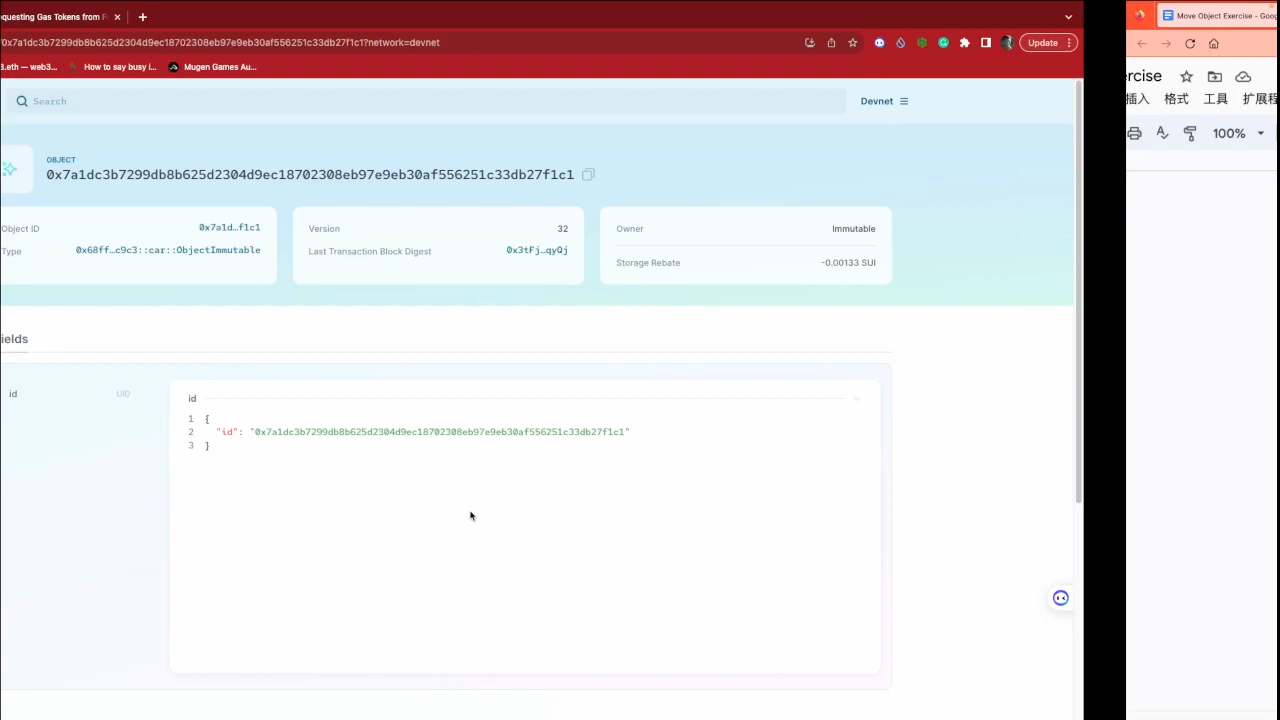 equesting Gas Tokens from F
Move Object Exercise - Goog
0x7a1dc3b7299db8b625d2304d9ec18702308eb97e9eb30af556251c33db27f1c1?network=devnet
Update
3.eth — web3...
How to say busy i...
Mugen Games Au...
ercise
插入 格式 工具 扩展程
100%
Search
Devnet
OBJECT
0x7a1dc3b7299db8b625d2304d9ec18702308eb97e9eb30af556251c33db27f1c1
Object ID 0x7a1d…f1c1
Type 0x68ff…c9c3::car::ObjectImmutable
Version 32
Last Transaction Block Digest 0x3tFj…qyQj
Owner Immutable
Storage Rebate -0.00133 SUI
ields
id UID
id
1 {
2 "id": "0x7a1dc3b7299db8b625d2304d9ec18702308eb97e9eb30af556251c33db27f1c1"
3 }